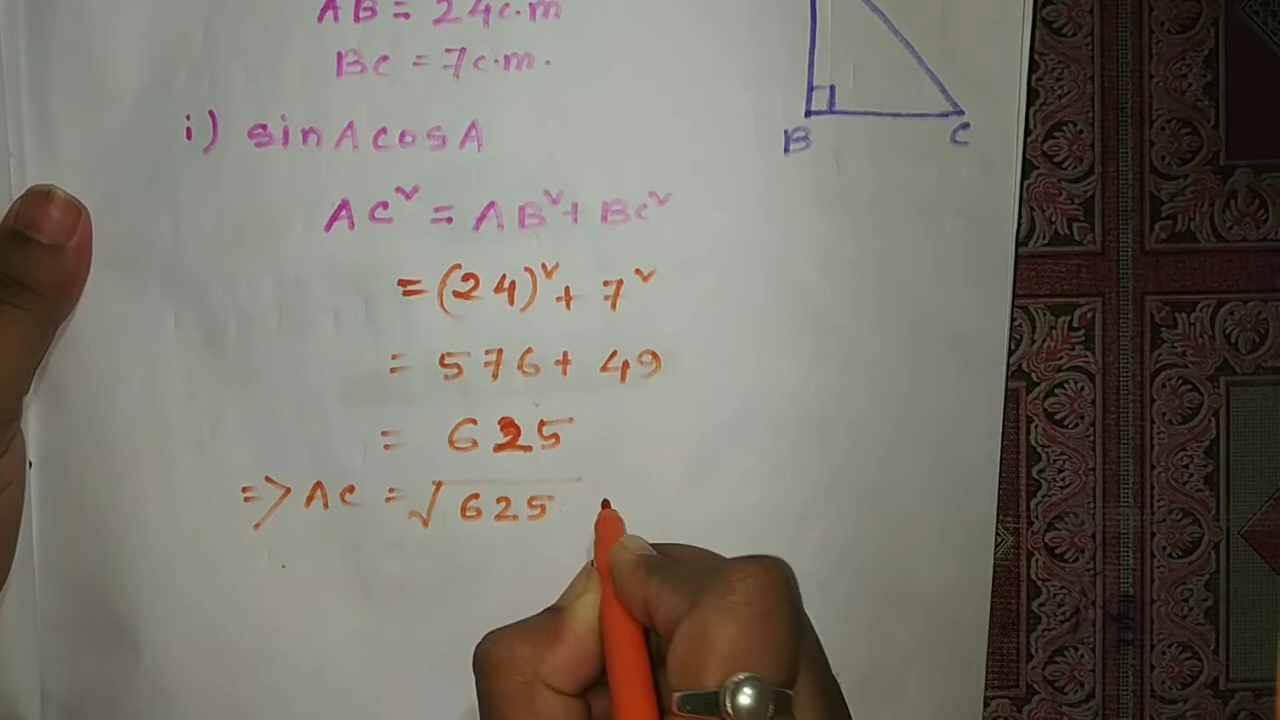 AB = 24c.m
BC = 7c.m.
i) sinA cosA
B C
AC² = AB² + BC²
= (24)² + 7²
= 576 + 49
= 625
=> AC = √625